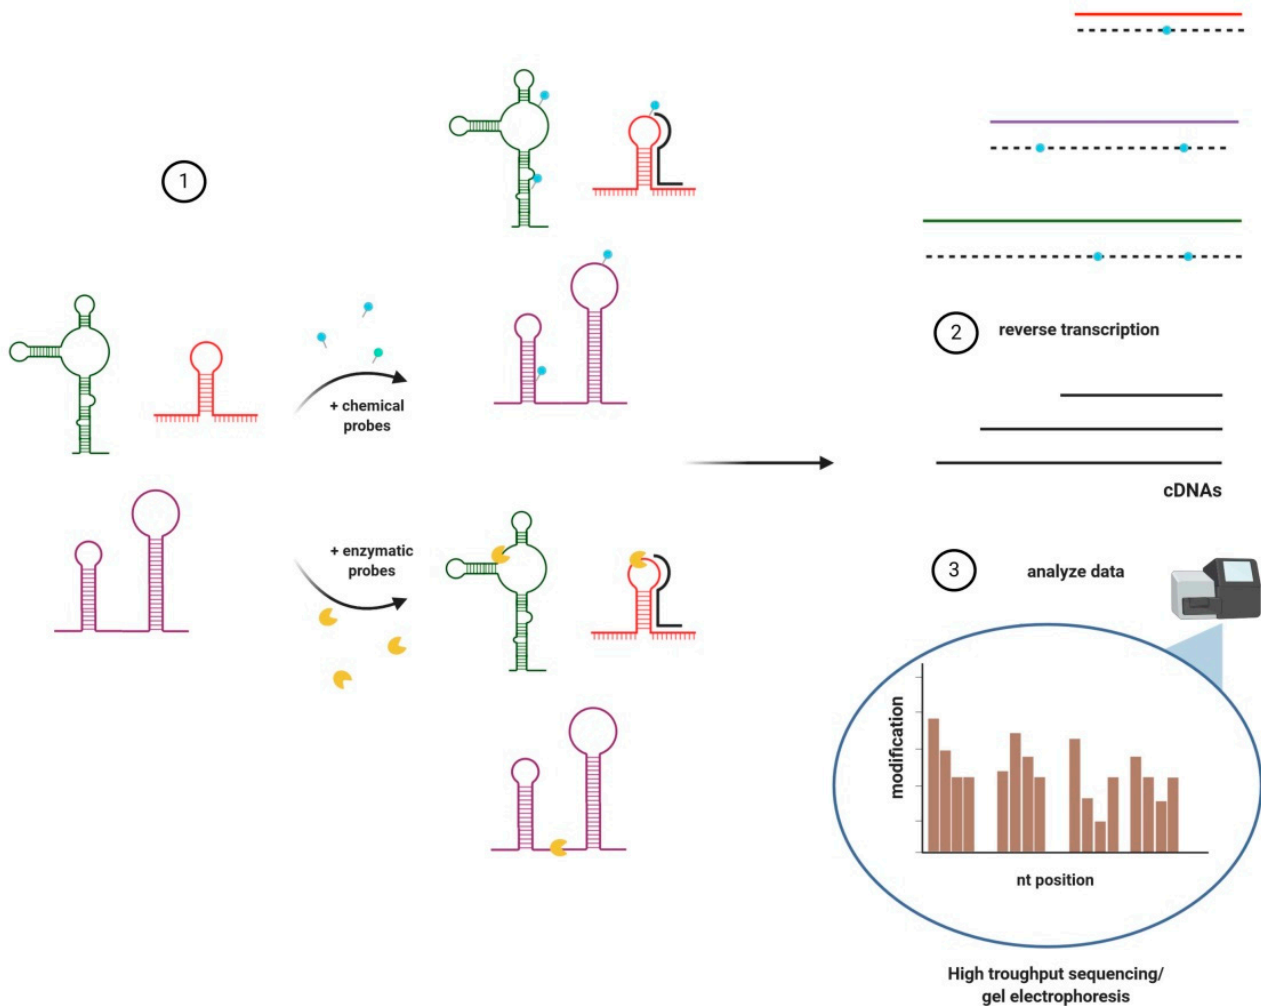 1
+ chemical
probes
+ enzymatic
probes
2
reverse transcription
cDNAs
3
analyze data
modification
nt position
High troughput sequencing/
gel electrophoresis